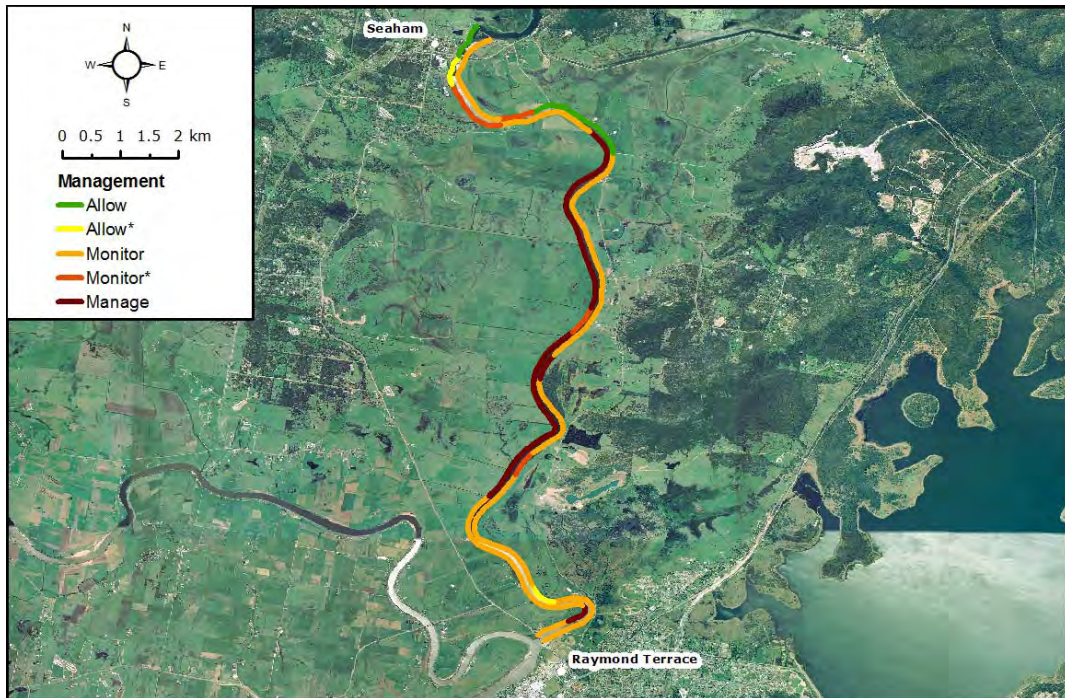 Seaham
N
W E
S
0 0.5 1 1.5 2 km
Management
Allow
Allow*
Monitor
Monitor*
Manage
Raymond Terrace